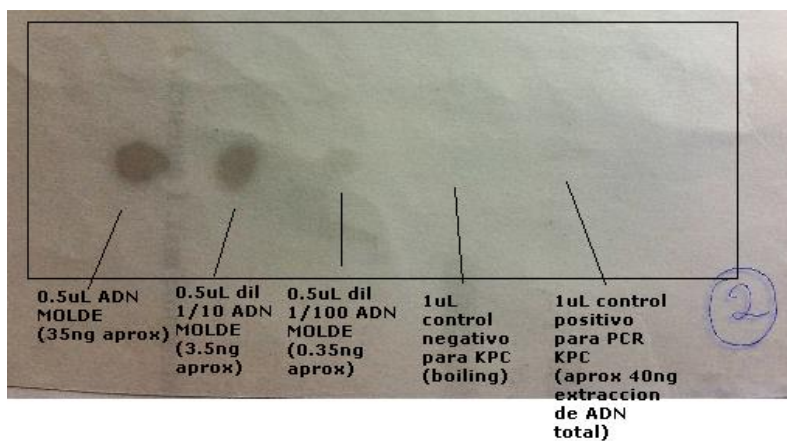 0.5uL ADN
MOLDE
(35ng aprox)
0.5uL dil
1/10 ADN
MOLDE
(3.5ng
aprox)
0.5uL dil
1/100 ADN
MOLDE
(0.35ng
aprox)
1uL
control
negativo
para KPC
(boiling)
1uL control
positivo
para PCR
KPC
(aprox 40ng
extraccion
de ADN
total)
2